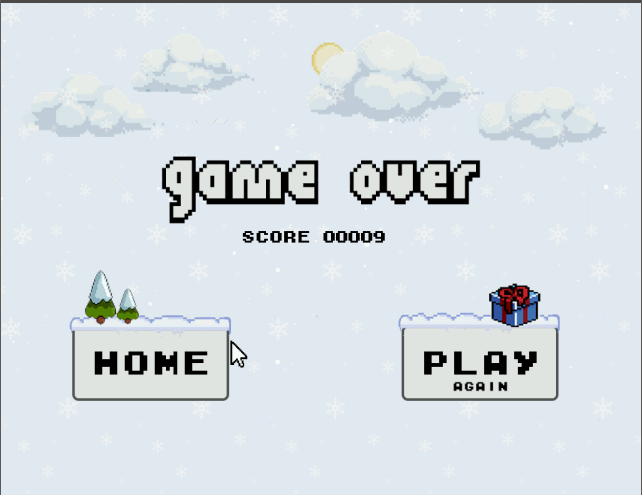 game over
SCORE 00009
HOME
PLAY
AGAIN